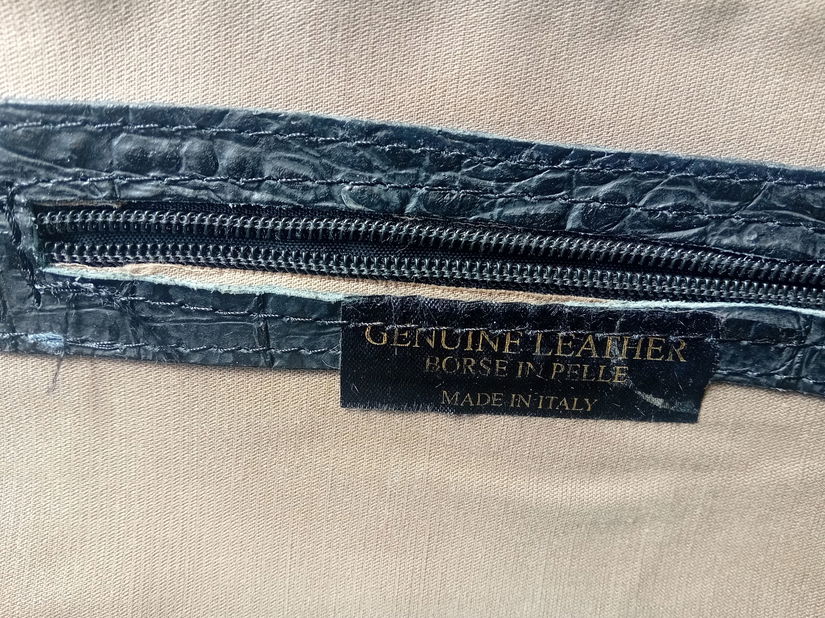 GENUINE LEATHER
BORSE IN PELLE
MADE IN ITALY